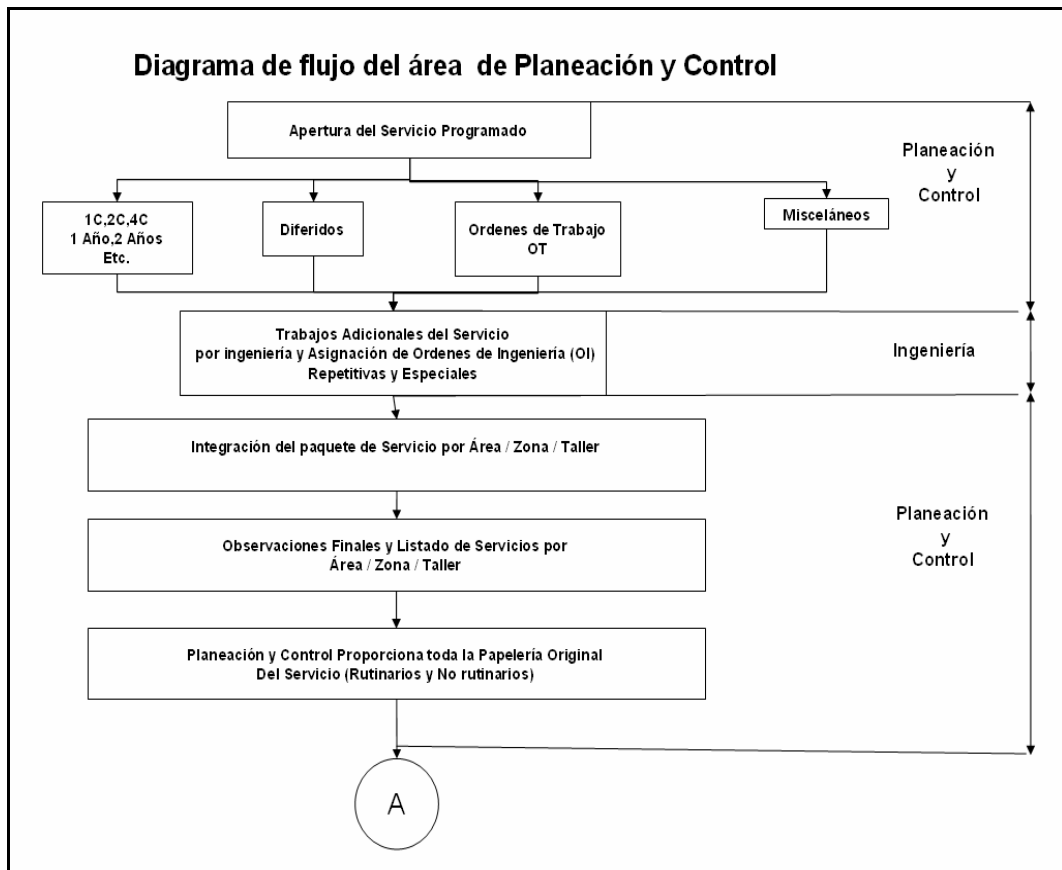 Diagrama de flujo del área de Planeación y Control
Apertura del Servicio Programado
Planeación
y
Control
1C,2C,4C
1 Año,2 Años
Etc.
Diferidos
Ordenes de Trabajo
OT
Misceláneos
Trabajos Adicionales del Servicio
por ingeniería y Asignación de Ordenes de Ingeniería (OI)
Repetitivas y Especiales
Ingeniería
Integración del paquete de Servicio por Área / Zona / Taller
Observaciones Finales y Listado de Servicios por
Área / Zona / Taller
Planeación
y
Control
Planeación y Control Proporciona toda la Papelería Original
Del Servicio (Rutinarios y No rutinarios)
A